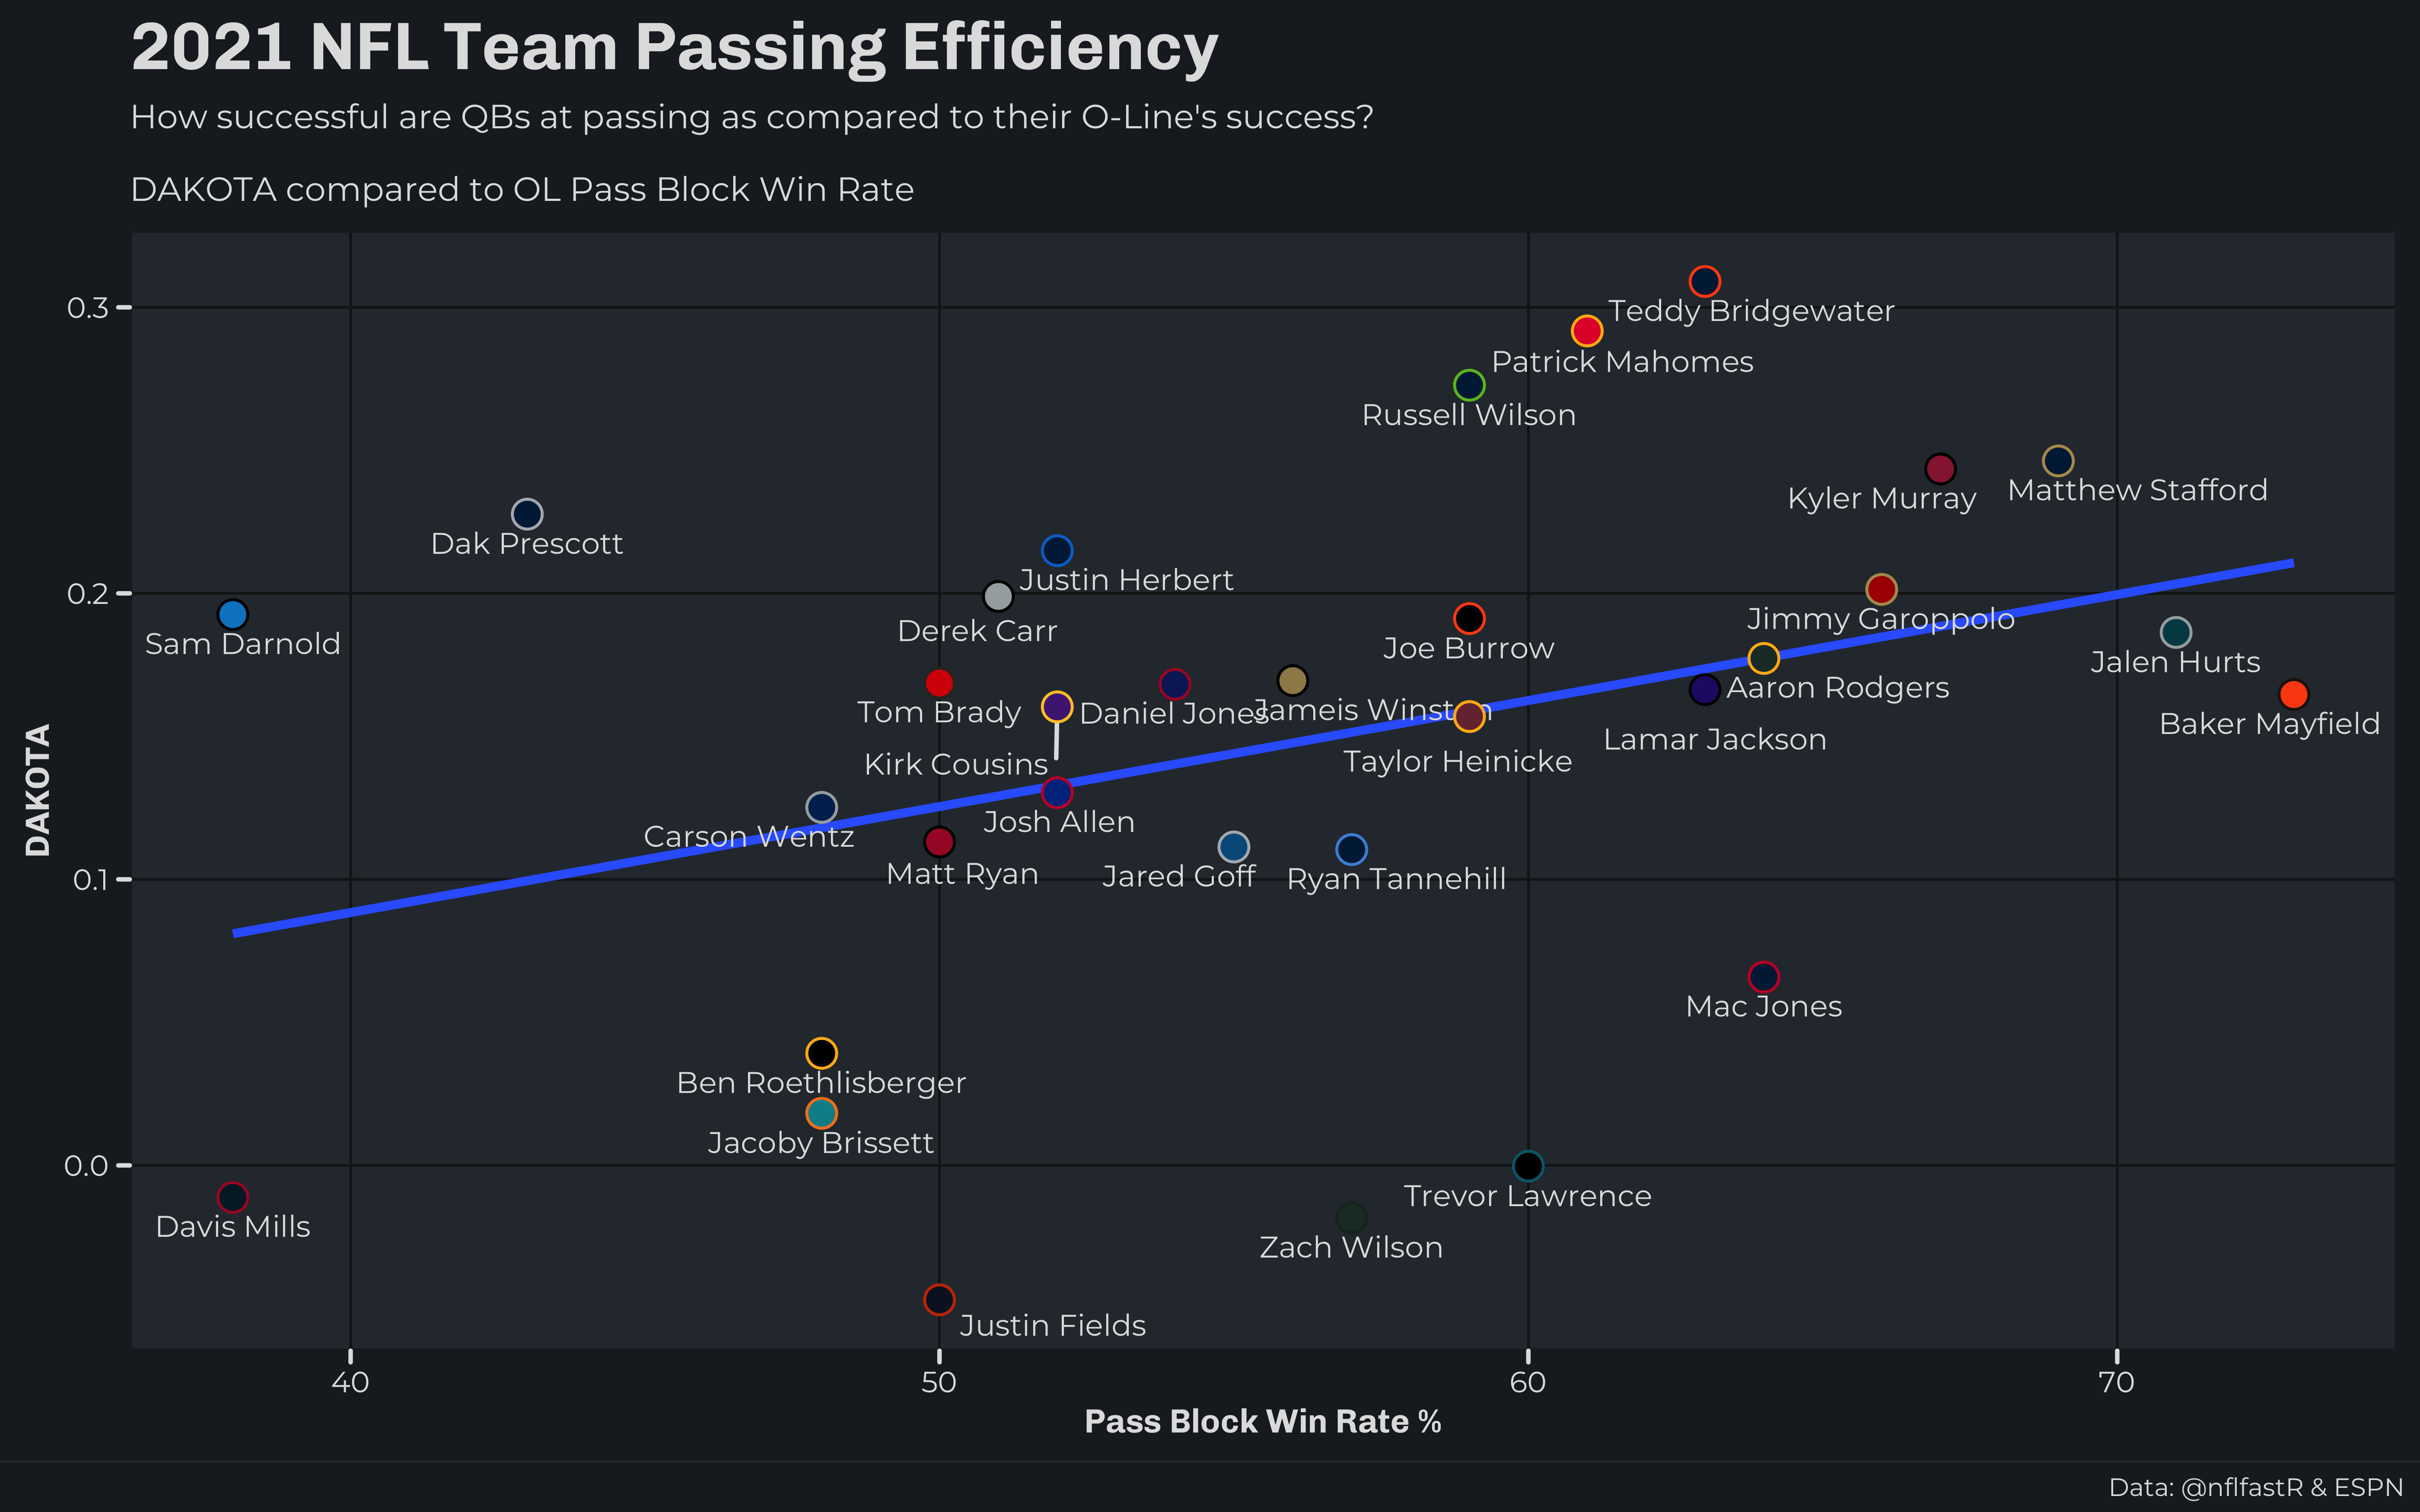 2021 NFL Team Passing Efficiency
How successful are QBs at passing as compared to their O-Line's success?
DAKOTA compared to OL Pass Block Win Rate
0.3
0.2
0.1
0.0
DAKOTA
Teddy Bridgewater
Patrick Mahomes
Russell Wilson
Kyler Murray
Matthew Stafford
Dak Prescott
Justin Herbert
Derek Carr
Sam Darnold
Joe Burrow
Jimmy Garoppolo
Jalen Hurts
Aaron Rodgers
Tom Brady
Daniel Jones
Jameis Winston
Lamar Jackson
Baker Mayfield
Kirk Cousins
Taylor Heinicke
Josh Allen
Carson Wentz
Matt Ryan
Jared Goff
Ryan Tannehill
Mac Jones
Ben Roethlisberger
Jacoby Brissett
Trevor Lawrence
Davis Mills
Zach Wilson
Justin Fields
40
50
60
70
Pass Block Win Rate %
Data: @nflfastR & ESPN